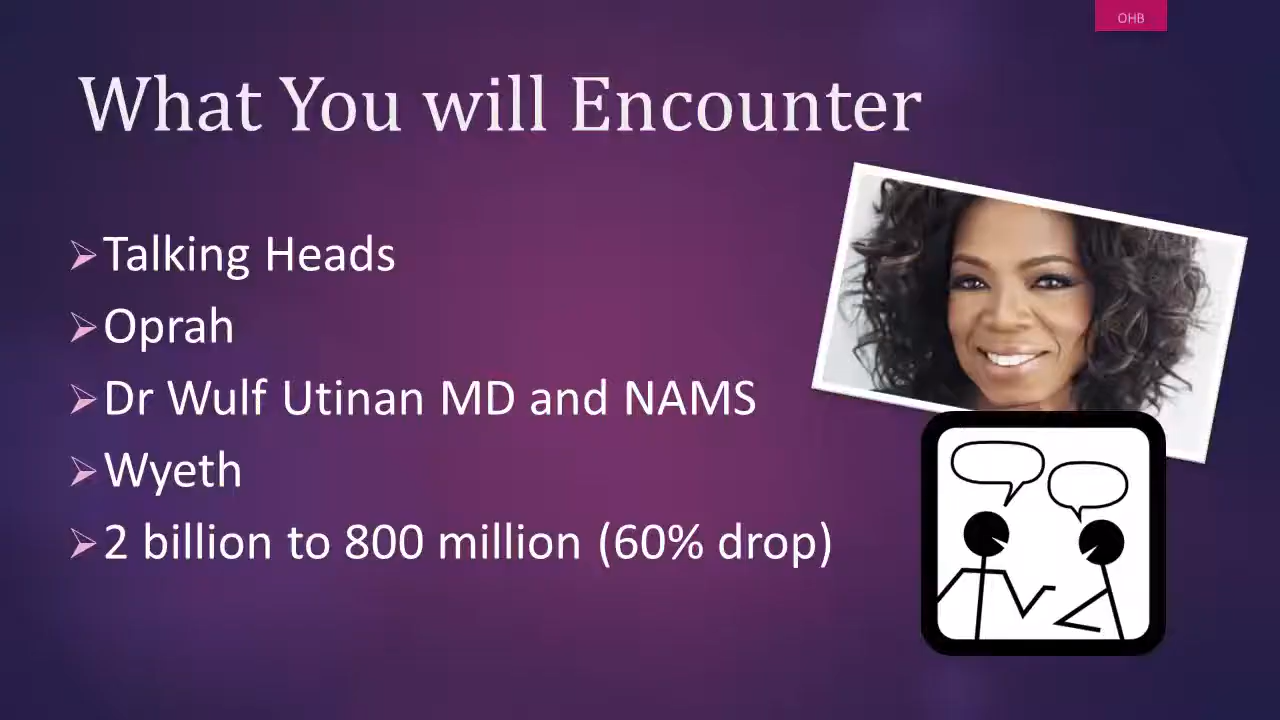 OHB
What You will Encounter
Talking Heads
Oprah
Dr Wulf Utinan MD and NAMS
Wyeth
2 billion to 800 million (60% drop)